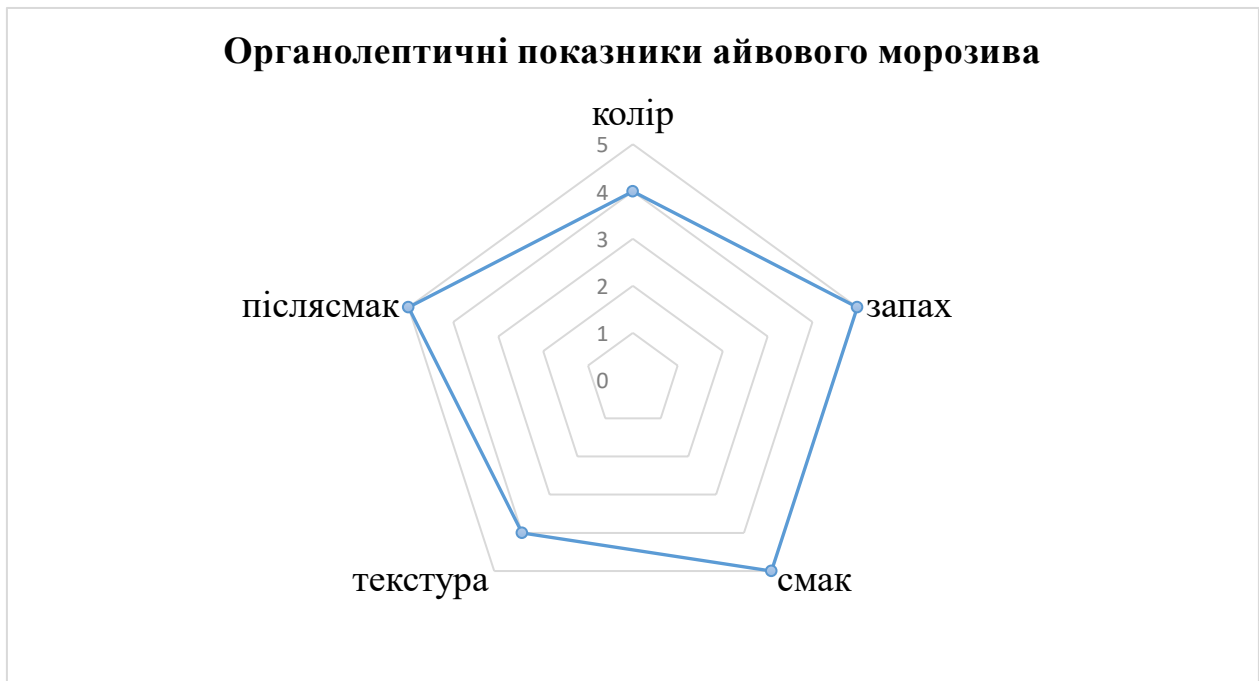 Органолептичні показники айвового морозива
колір
5
4
3
2
1
0
запах
смак
текстура
післясмак